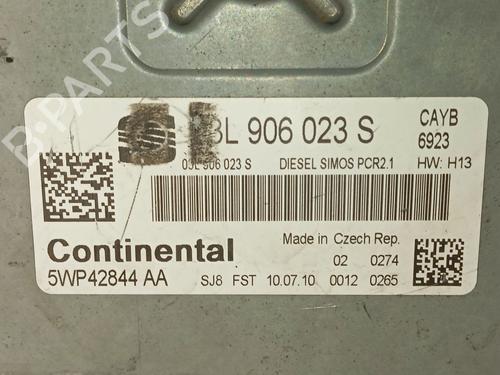 03L 906 023 S
CAYB
6923
03L 906 023 S DIESEL SIMOS PCR2.1 HW: H13
Continental
Made in Czech Rep.
02 0274
5WP42844 AA
SJ8 FST 10.07.10 0012 0265
B-PARTS